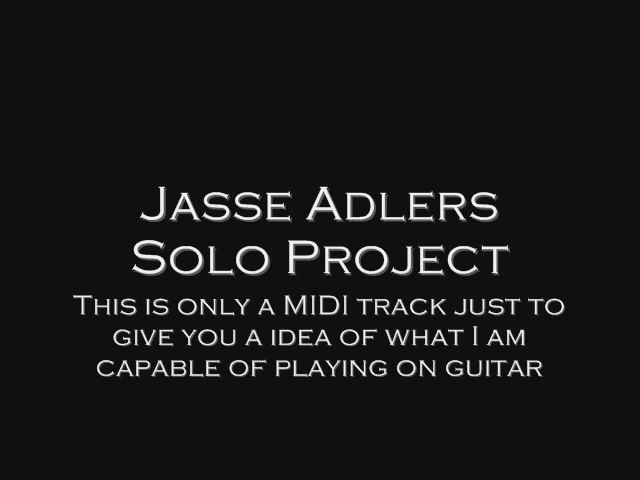 Jasse Adlers
Solo Project
This is only a MIDI track just to
give you a idea of what I am
capable of playing on guitar